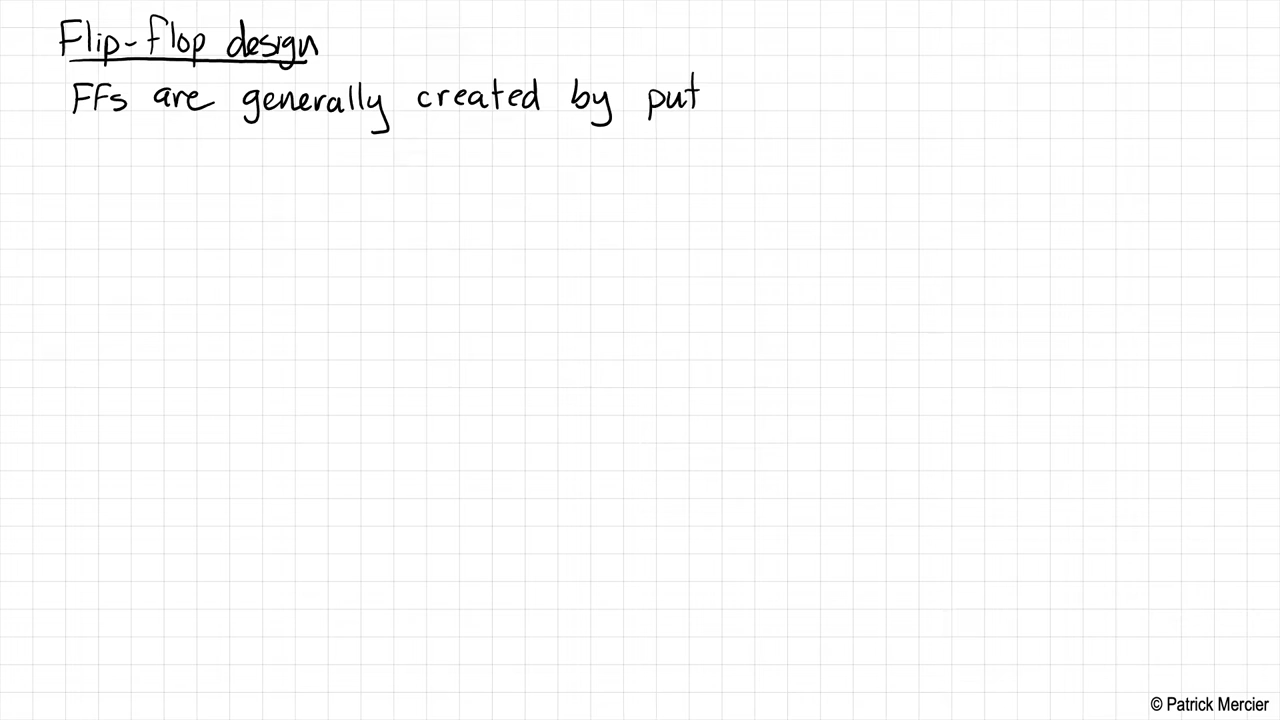 Flip-flop design
FFs are generally created by put
© Patrick Mercier